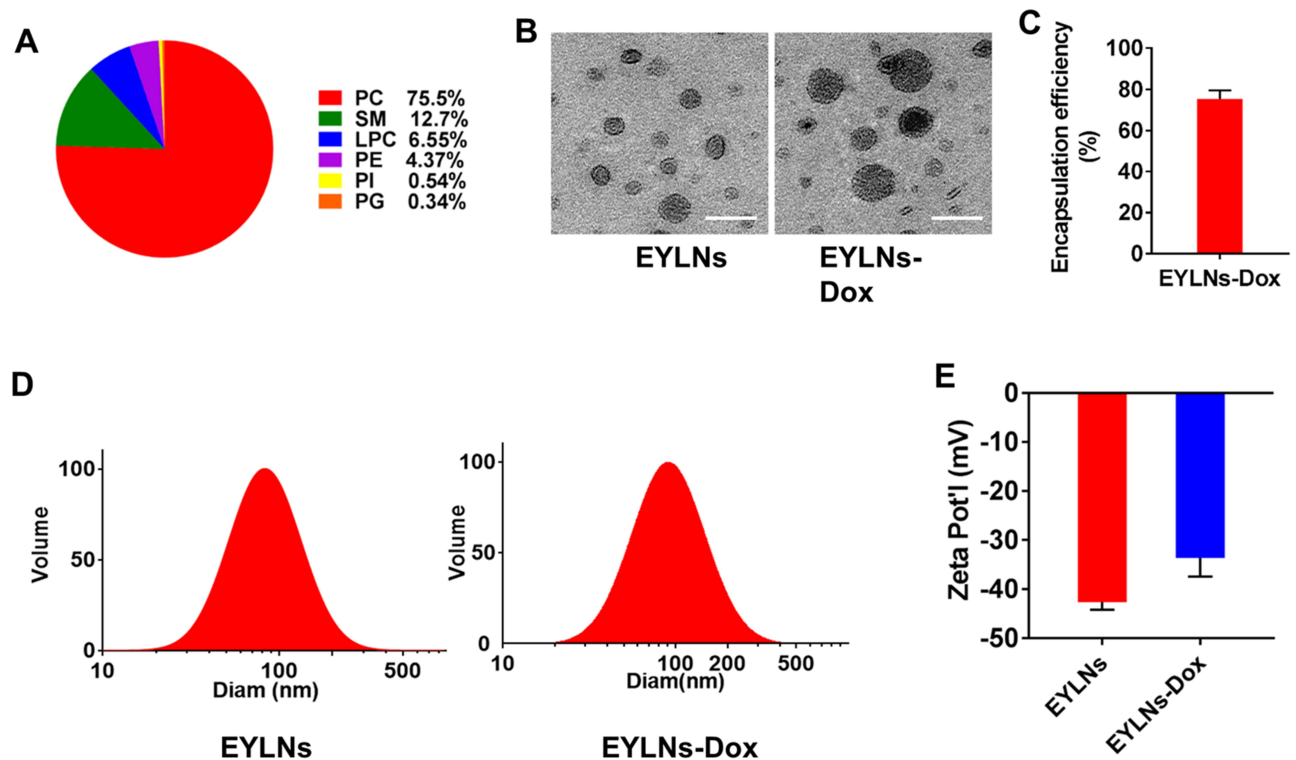 A
PC 75.5%
SM 12.7%
LPC 6.55%
PE 4.37%
PI 0.54%
PG 0.34%
B
EYLNs
EYLNs-
Dox
C
Encapsulation efficiency
(%)
100
80
60
40
20
0
EYLNs-Dox
D
Volume
100
50
0
10 100 500
Diam (nm)
EYLNs
Volume
100
50
0
10 100 200 500
Diam(nm)
EYLNs-Dox
E
Zeta Pot'l (mV)
0
-10
-20
-30
-40
-50
EYLNs
EYLNs-Dox